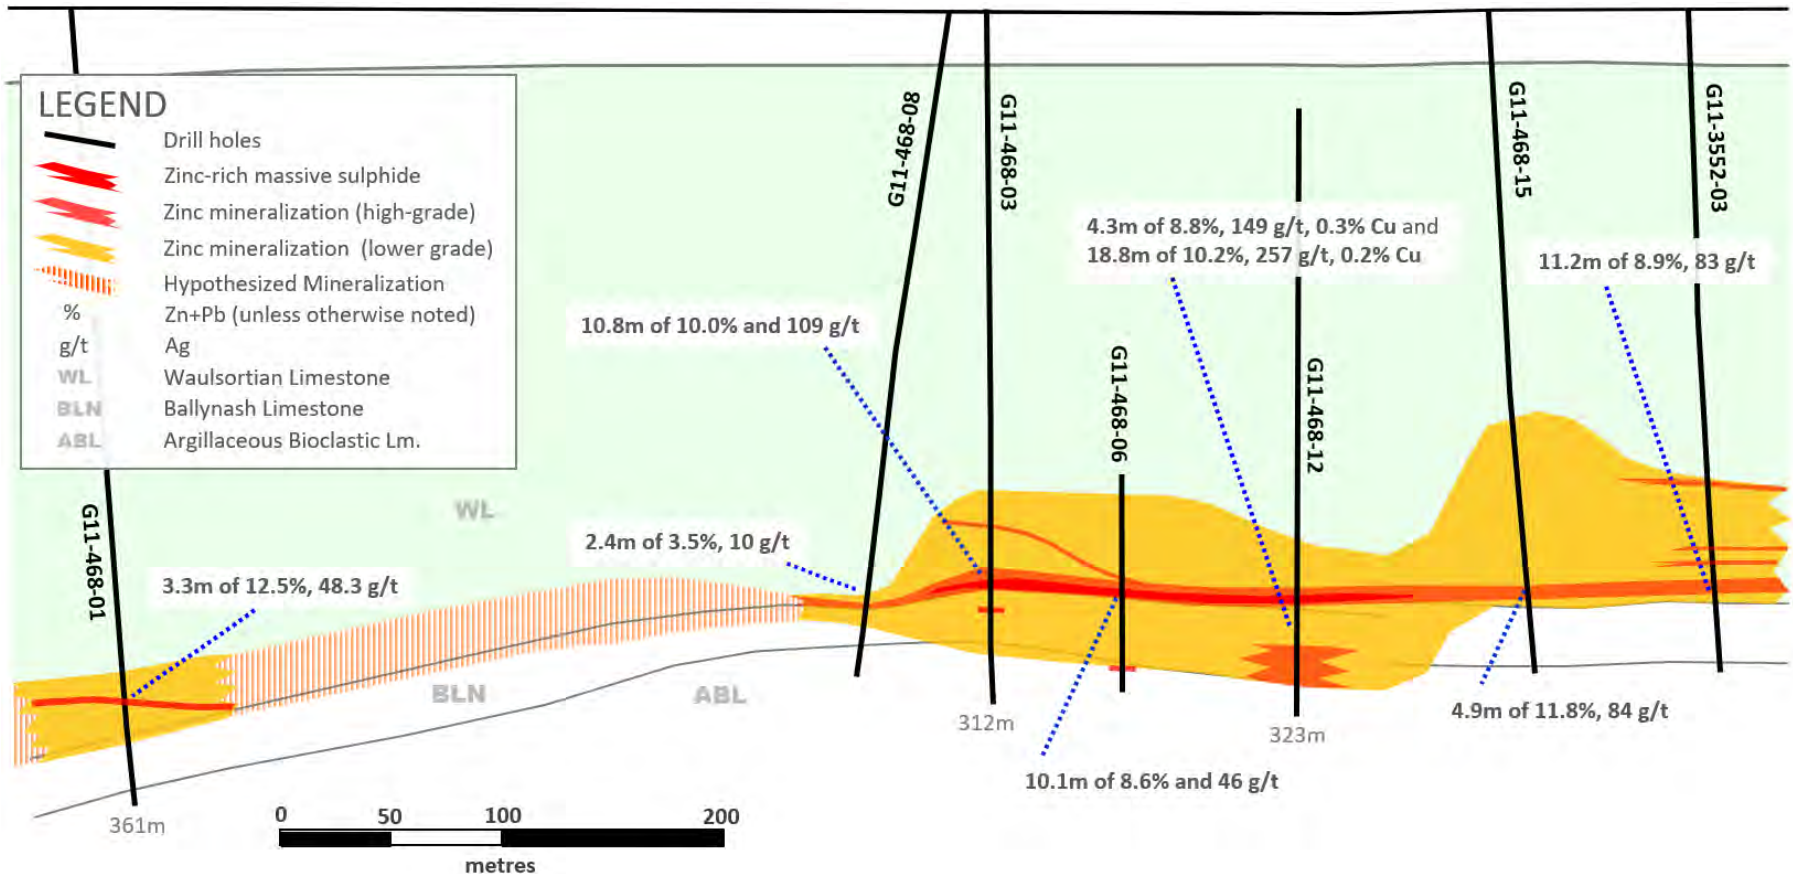 LEGEND
Drill holes
Zinc-rich massive sulphide
Zinc mineralization (high-grade)
Zinc mineralization (lower grade)
Hypothesized Mineralization
% Zn+Pb (unless otherwise noted)
g/t Ag
WL Waulsortian Limestone
BLN Ballynash Limestone
ABL Argillaceous Bioclastic Lm.
G11-468-01
G11-468-08
G11-468-03
G11-468-06
G11-468-12
G11-468-15
G11-3552-03
4.3m of 8.8%, 149 g/t, 0.3% Cu and
18.8m of 10.2%, 257 g/t, 0.2% Cu
11.2m of 8.9%, 83 g/t
10.8m of 10.0% and 109 g/t
WL
2.4m of 3.5%, 10 g/t
3.3m of 12.5%, 48.3 g/t
BLN
ABL
4.9m of 11.8%, 84 g/t
312m
323m
10.1m of 8.6% and 46 g/t
361m
0 50 100 200
metres